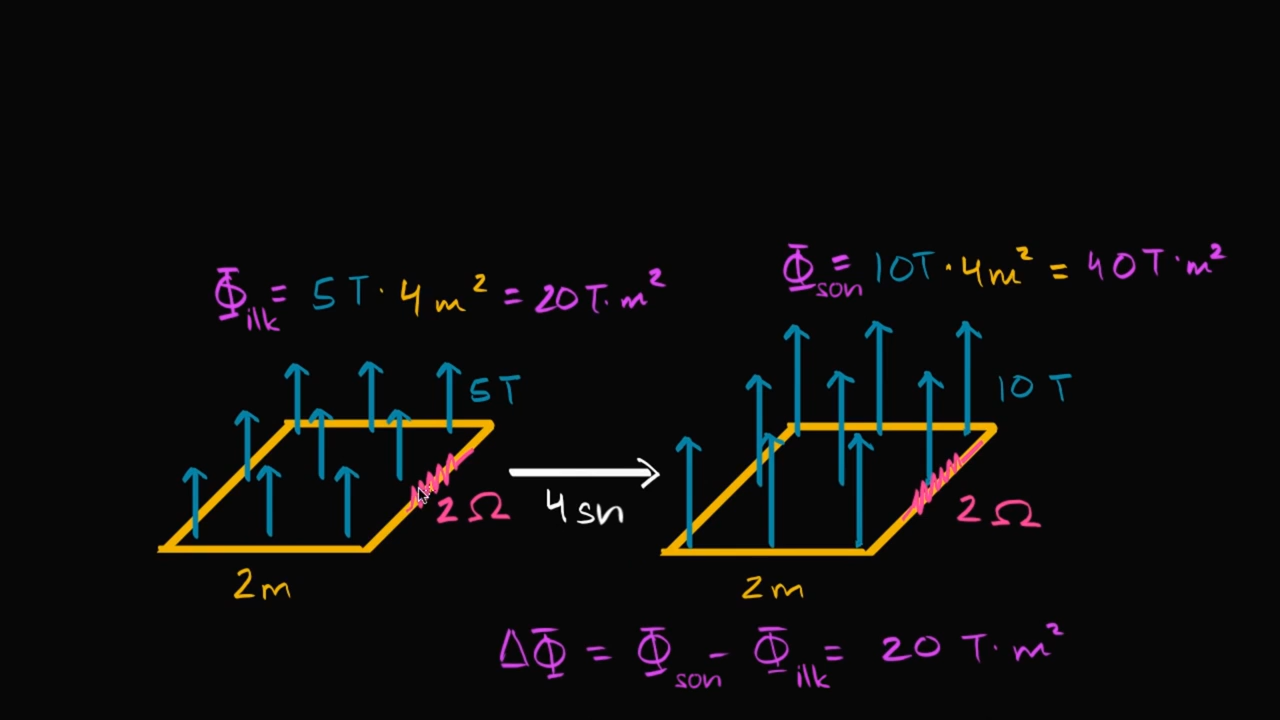 Φilk = 5T · 4m² = 20T·m²
Φson = 10T · 4m² = 40T·m²
5T
10T
2Ω
4 sn
2Ω
2m
2m
ΔΦ = Φson - Φilk = 20 T·m²